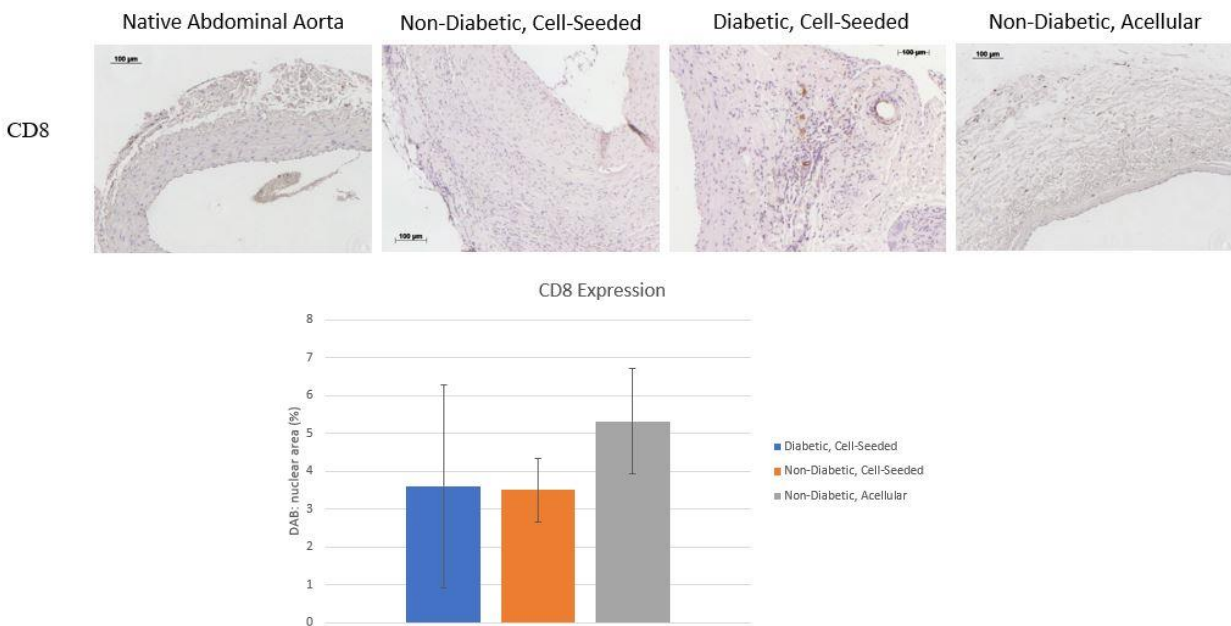 Native Abdominal Aorta
Non-Diabetic, Cell-Seeded
Diabetic, Cell-Seeded
Non-Diabetic, Acellular
CD8
100 µm
100 µm
100 µm
100 µm
CD8 Expression
DAB: nuclear area (%)
8
7
6
5
4
3
2
1
0
Diabetic, Cell-Seeded
Non-Diabetic, Cell-Seeded
Non-Diabetic, Acellular